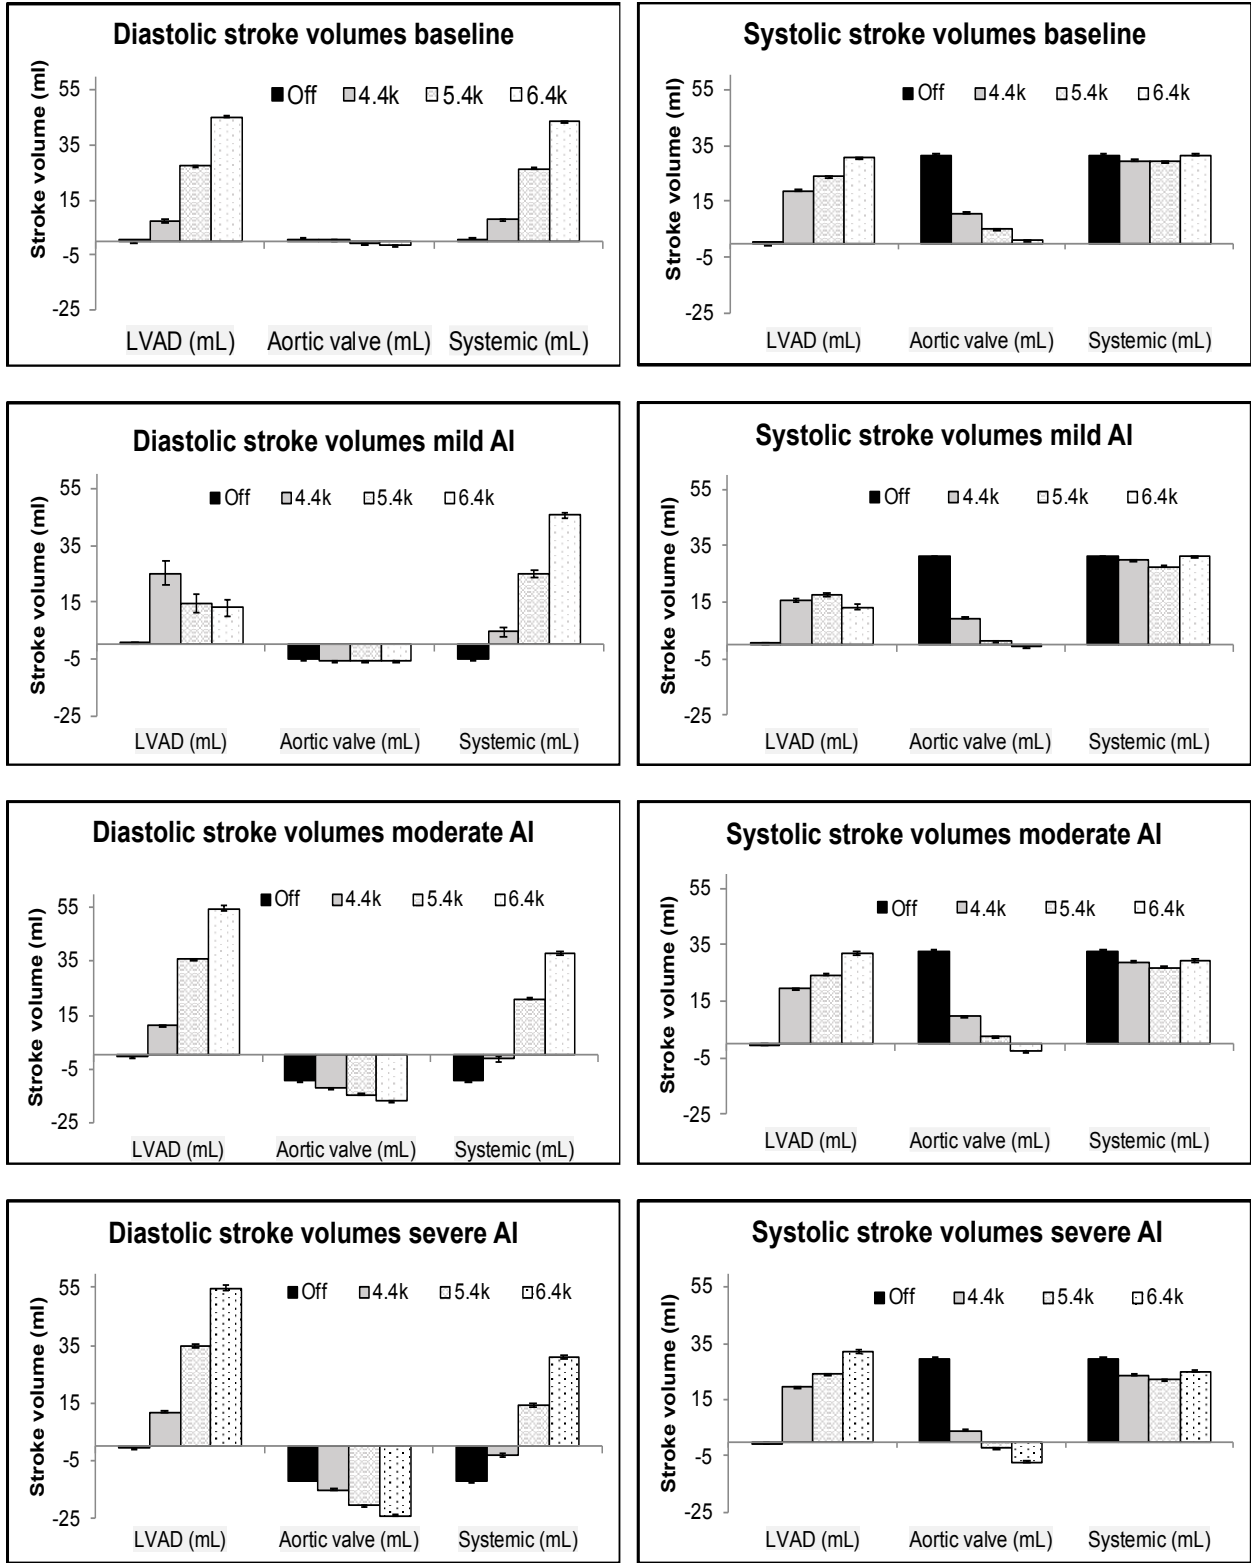 Diastolic stroke volumes baseline
Stroke volume (ml)
55
35
15
-5
-25
Off 4.4k 5.4k 6.4k
LVAD (mL) Aortic valve (mL) Systemic (mL)
Systolic stroke volumes baseline
Stroke volume (ml)
55
35
15
-5
-25
Off 4.4k 5.4k 6.4k
LVAD (mL) Aortic valve (mL) Systemic (mL)
Diastolic stroke volumes mild AI
Stroke volume (ml)
55
35
15
-5
-25
Off 4.4k 5.4k 6.4k
LVAD (mL) Aortic valve (mL) Systemic (mL)
Systolic stroke volumes mild AI
Stroke volume (ml)
55
35
15
-5
-25
Off 4.4k 5.4k 6.4k
LVAD (mL) Aortic valve (mL) Systemic (mL)
Diastolic stroke volumes moderate AI
Stroke volume (ml)
55
35
15
-5
-25
Off 4.4k 5.4k 6.4k
LVAD (mL) Aortic valve (mL) Systemic (mL)
Systolic stroke volumes moderate AI
Stroke volume (ml)
55
35
15
-5
-25
Off 4.4k 5.4k 6.4k
LVAD (mL) Aortic valve (mL) Systemic (mL)
Diastolic stroke volumes severe AI
Stroke volume (ml)
55
35
15
-5
-25
Off 4.4k 5.4k 6.4k
LVAD (mL) Aortic valve (mL) Systemic (mL)
Systolic stroke volumes severe AI
Stroke volume (ml)
55
35
15
-5
-25
Off 4.4k 5.4k 6.4k
LVAD (mL) Aortic valve (mL) Systemic (mL)